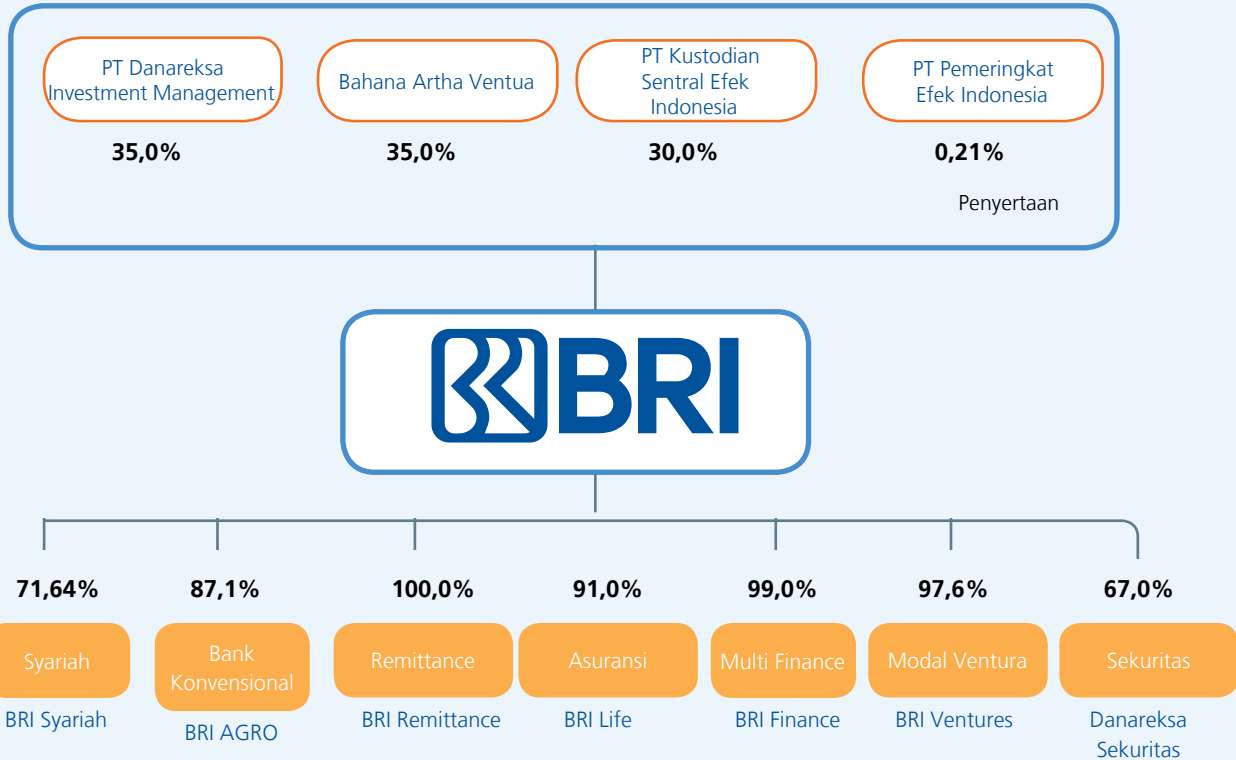 PT Danareksa
Investment Management
Bahana Artha Ventua
PT Kustodian
Sentral Efek
Indonesia
PT Pemeringkat
Efek Indonesia
35,0%
35,0%
30,0%
0,21%
Penyertaan
BRI
71,64%
87,1%
100,0%
91,0%
99,0%
97,6%
67,0%
Syariah
Bank
Konvensional
Remittance
Asuransi
Multi Finance
Modal Ventura
Sekuritas
BRI Syariah
BRI AGRO
BRI Remittance
BRI Life
BRI Finance
BRI Ventures
Danareksa
Sekuritas